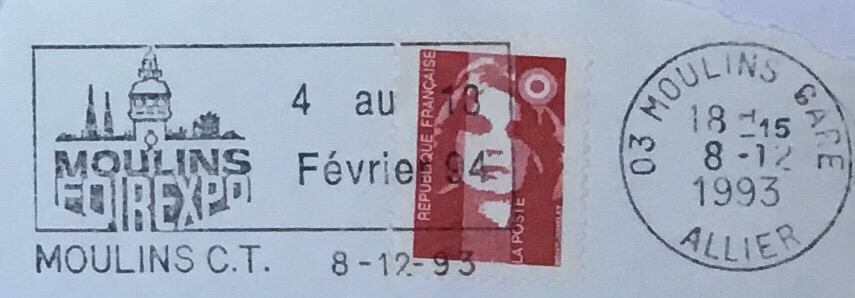 MOULINS
FOIREXPO
4 au 13
Février 94
MOULINS C.T. 8-12-93
REPUBLIQUE FRANÇAISE
LA POSTE
03 MOULINS GARE
18 H 15
8-12
1993
ALLIER